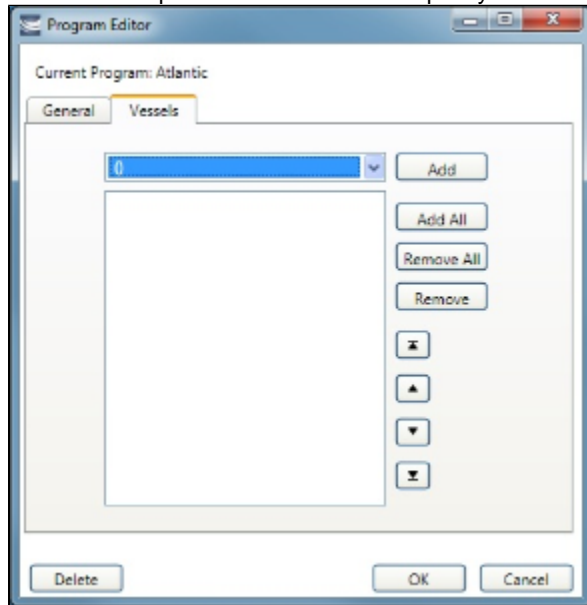 Program Editor
Current Program: Atlantic
General Vessels
() Add
Add All
Remove All
Remove
Delete OK Cancel